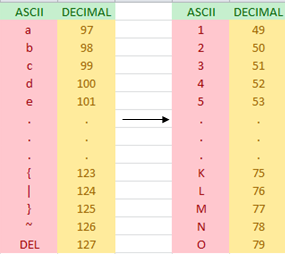 ASCII DECIMAL ASCII DECIMAL
a 97 1 49
b 98 2 50
c 99 3 51
d 100 4 52
e 101 5 53
. . . .
. . . .
. . . .
{ 123 K 75
| 124 L 76
} 125 M 77
~ 126 N 78
DEL 127 O 79